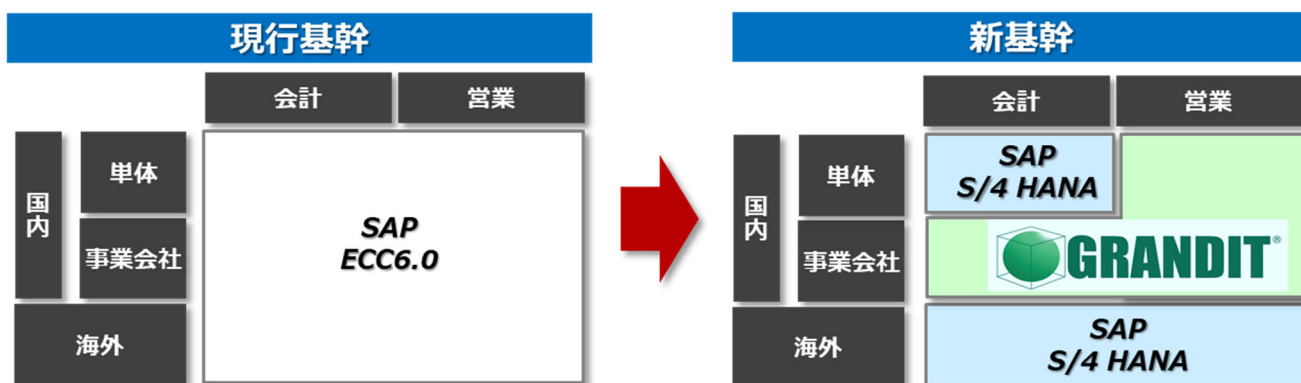 現行基幹
会計
営業
国内
単体
事業会社
海外
SAP
ECC6.0
新基幹
会計
営業
国内
単体
事業会社
海外
SAP
S/4 HANA
GRANDIT®
SAP
S/4 HANA